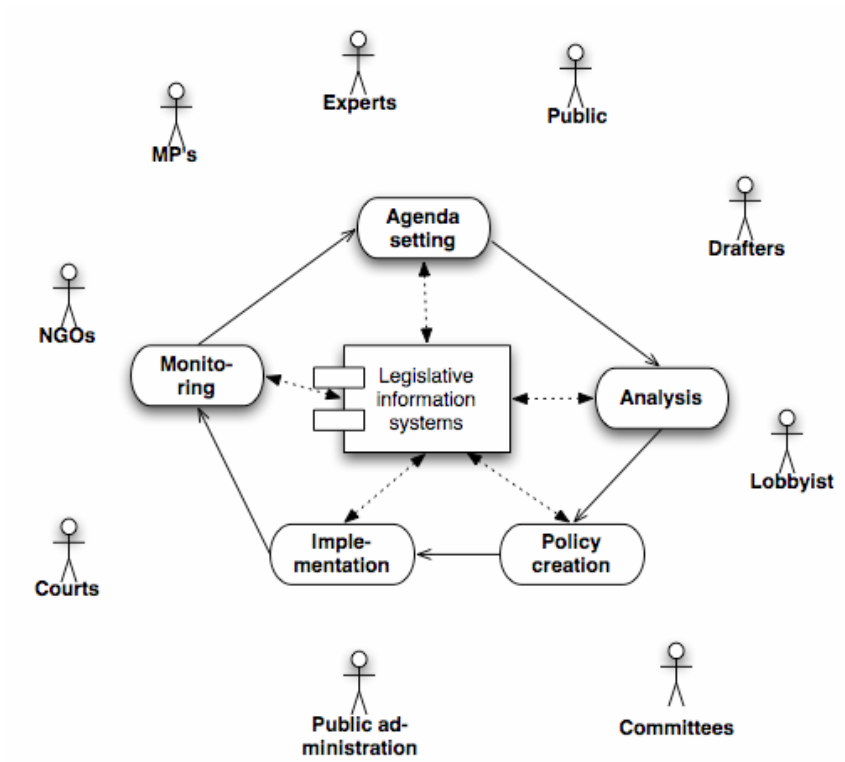 Experts
Public
MP's
Drafters
Agenda
setting
NGOs
Monito-
ring
Legislative
information
systems
Analysis
Lobbyist
Imple-
mentation
Policy
creation
Courts
Public ad-
ministration
Committees